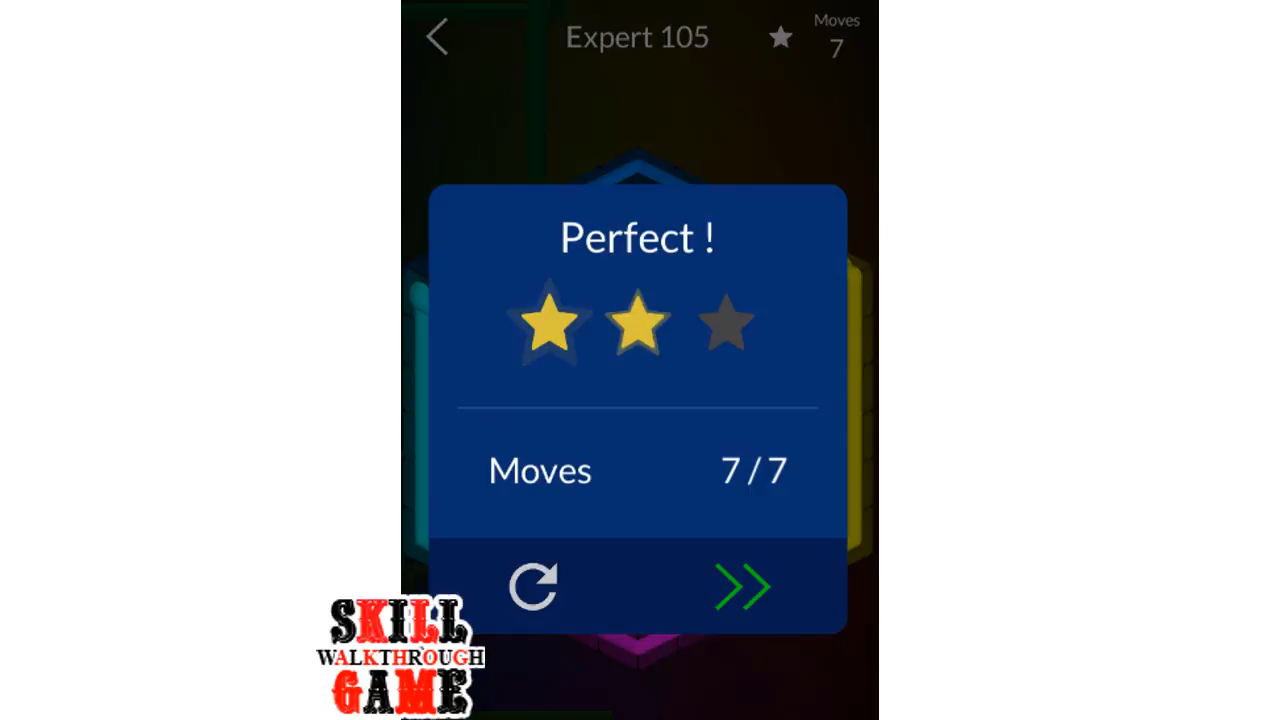 Expert 105
Moves
7
Perfect !
Moves 7 / 7
SKILL
WALKTHROUGH
GAME